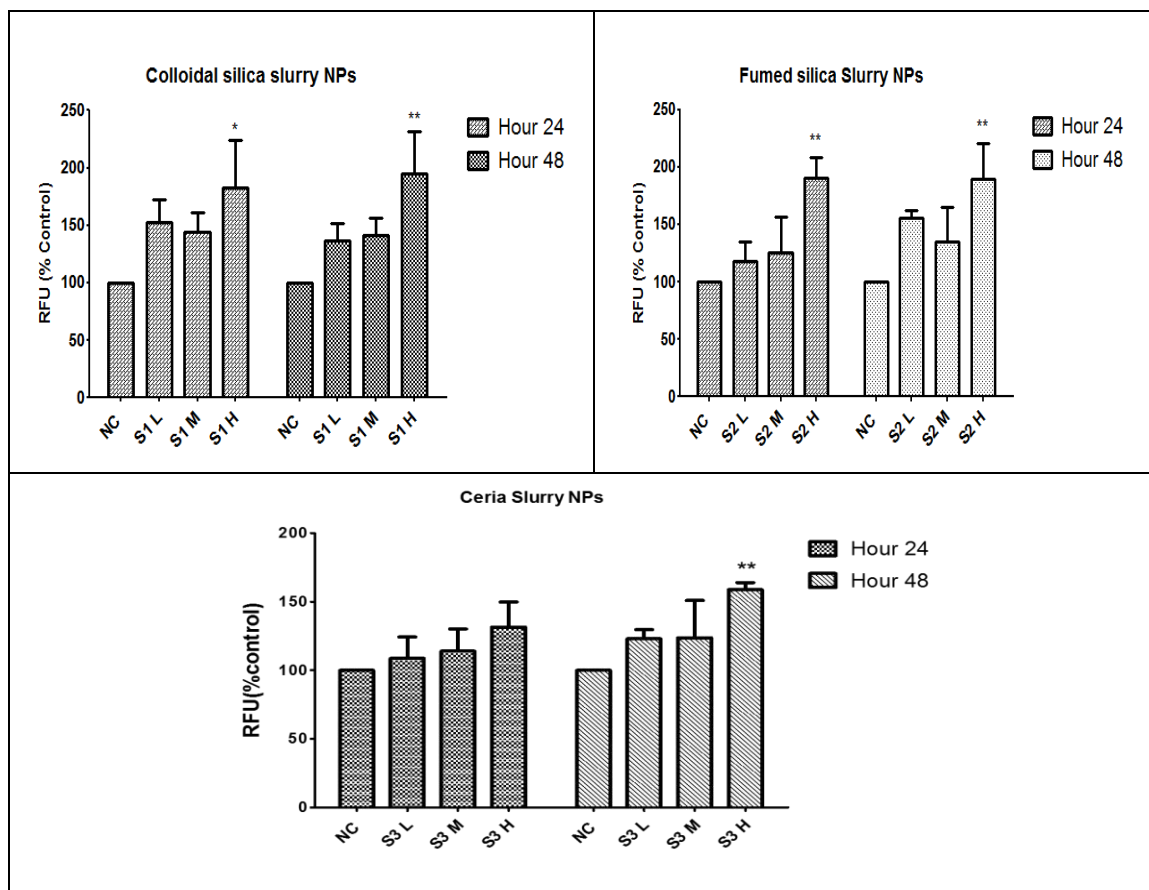 Colloidal silica slurry NPs
250
200
150
100
50
0
RFU (% Control)
*
**
Hour 24
Hour 48
NC
S1 L
S1 M
S1 H
NC
S1 L
S1 M
S1 H
Fumed silica Slurry NPs
250
200
150
100
50
0
RFU (% Control)
**
**
Hour 24
Hour 48
NC
S2 L
S2 M
S2 H
NC
S2 L
S2 M
S2 H
Ceria Slurry NPs
200
150
100
50
0
RFU(%control)
**
Hour 24
Hour 48
NC
S3 L
S3 M
S3 H
NC
S3 L
S3 M
S3 H